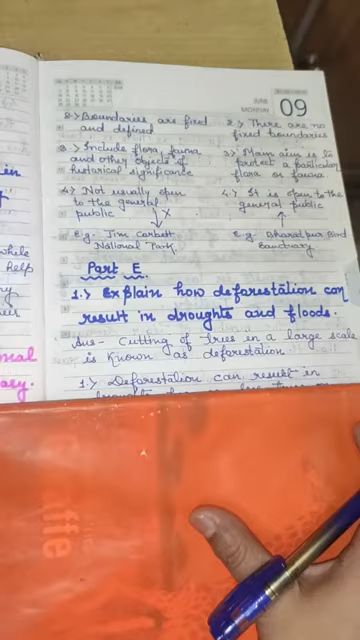 JUNE
MONDAY
09
2.> Boundaries are fixed
and defined
2.> There are no
fixed boundaries
3.> Include flora, fauna
and other objects of
historical significance
3.> Main aim is to
protect a particular
flora or fauna
4.> Not usually open
to the general
public
4.> It is open to the
general public
E.g. Jim Corbett
National Park
E.g. Bharatpur Bird
Part E
1.> Explain how deforestation can
result in droughts and floods.
Ans- Cutting of trees en a large scale
is known as deforestation.
1.> Deforestation can result in
in
while
help